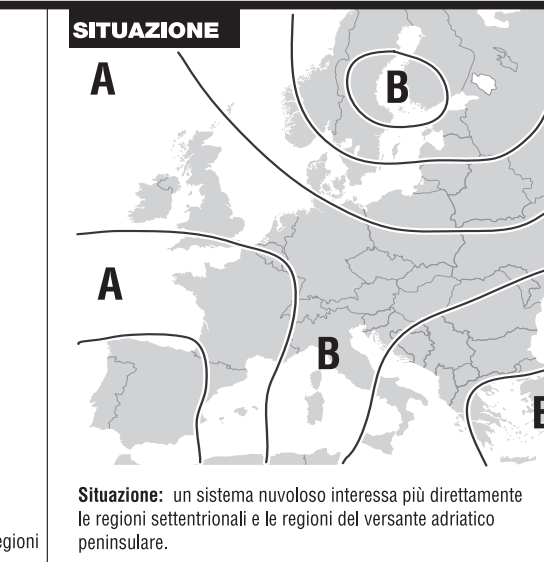 SITUAZIONE
A
B
A
B
Situazione: un sistema nuvoloso interessa più direttamente
le regioni settentrionali e le regioni del versante adriatico
peninsulare.